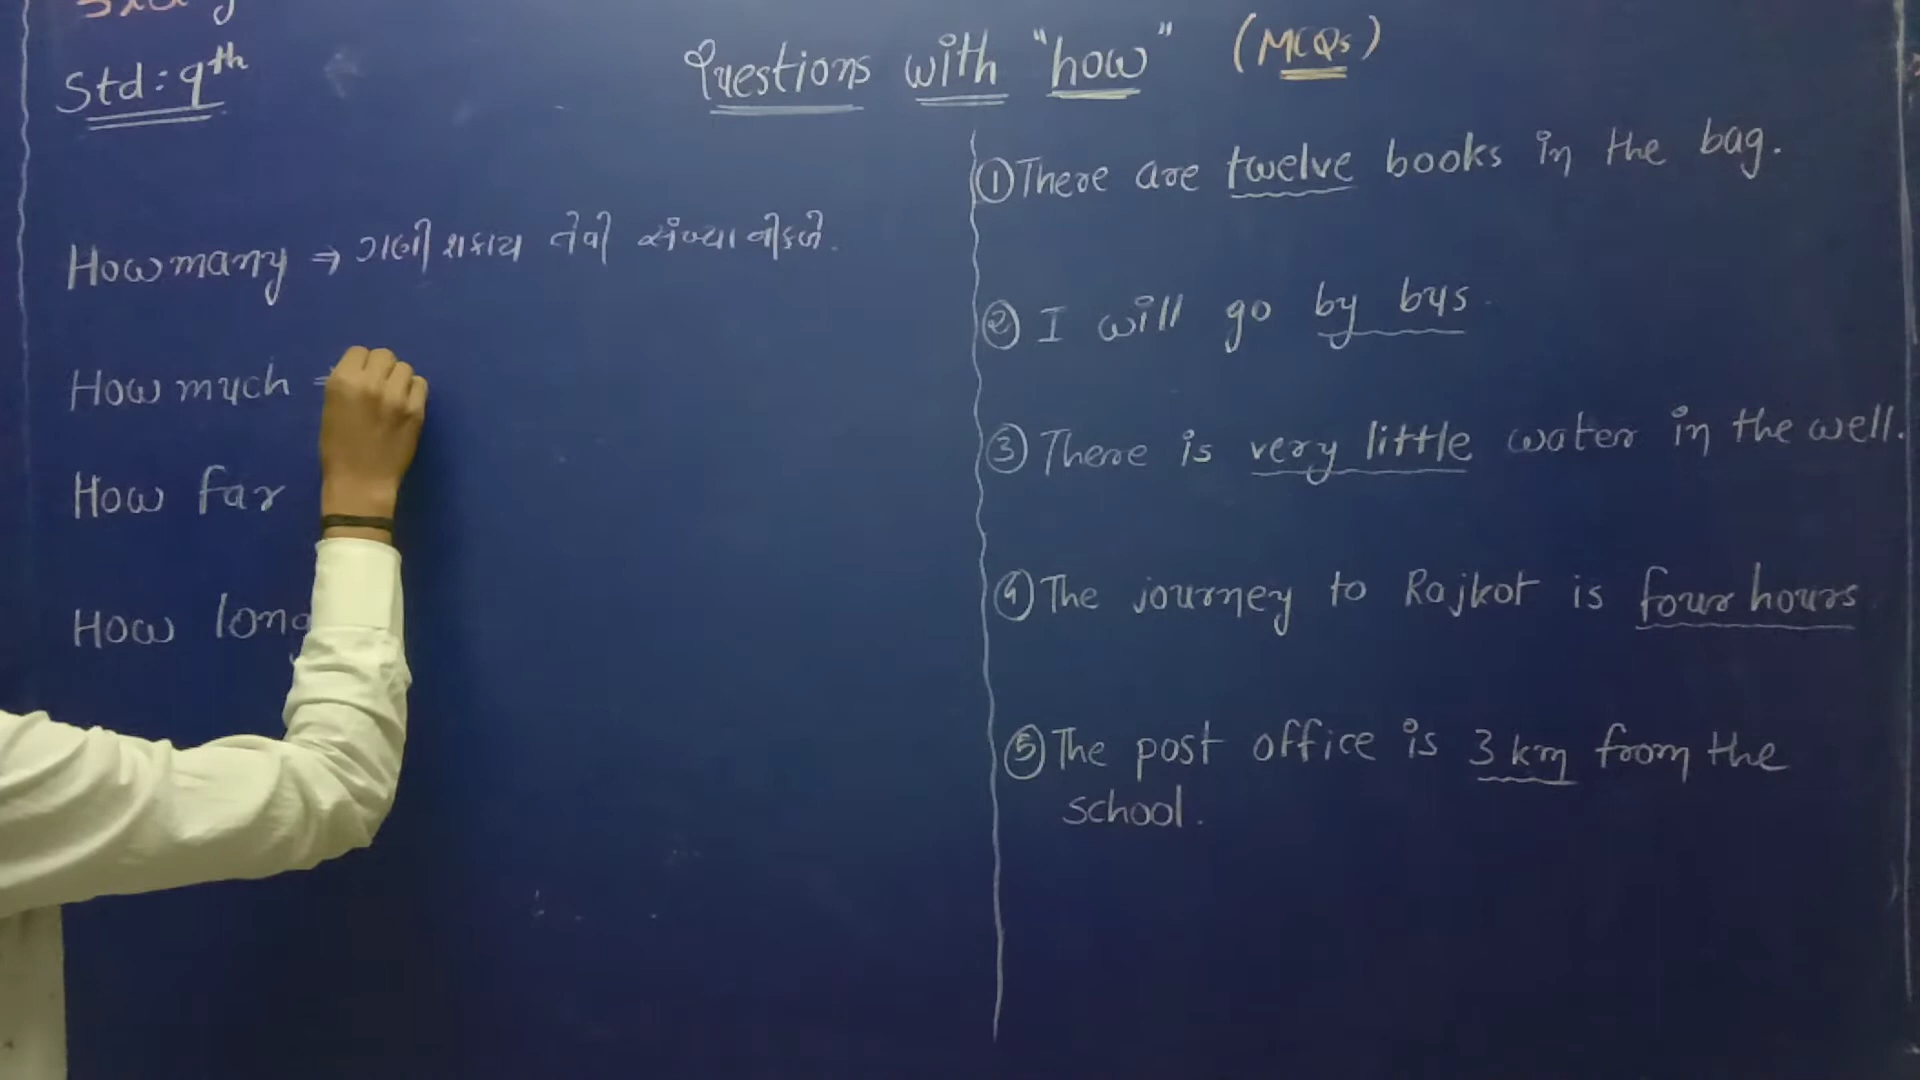 Std : 9th
Questions with "how" (MCQs)
How many ⇒ ગણી શકાય તેવી સંખ્યા
How much
How far
How long
① There are twelve books in the bag.
② I will go by bus.
③ There is very little water in the well.
④ The journey to Rajkot is four hours
⑤ The post office is 3 km from the
school.